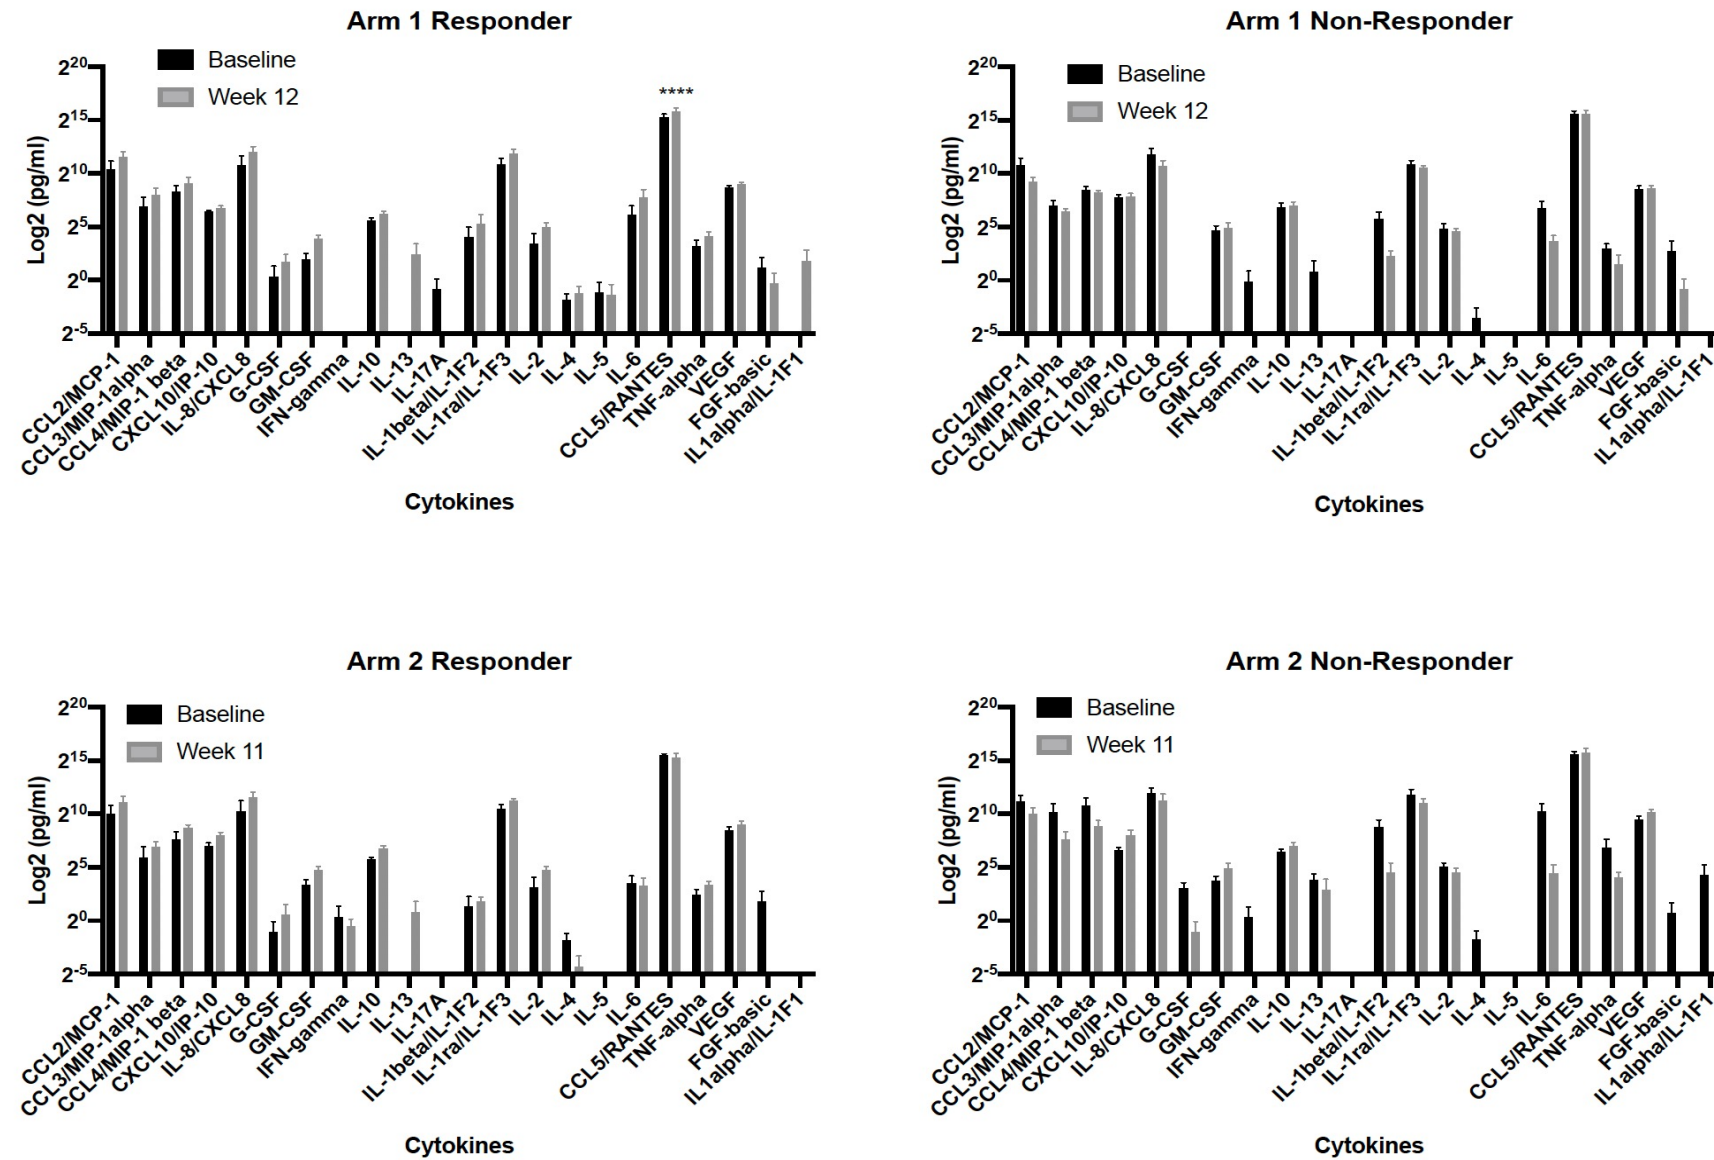 Arm 1 Responder
Baseline
Week 12
****
Log2 (pg/ml)
2^20
2^15
2^10
2^5
2^0
2^-5
CCL2/MCP-1
CCL3/MIP-1alpha
CCL4/MIP-1 beta
CXCL10/IP-10
IL-8/CXCL8
G-CSF
GM-CSF
IFN-gamma
IL-10
IL-13
IL-17A
IL-1beta/IL-1F2
IL-1ra/IL-1F3
IL-2
IL-4
IL-5
IL-6
CCL5/RANTES
TNF-alpha
VEGF
FGF-basic
IL1alpha/IL-1F1
Cytokines
Arm 1 Non-Responder
Baseline
Week 12
Log2 (pg/ml)
2^20
2^15
2^10
2^5
2^0
2^-5
CCL2/MCP-1
CCL3/MIP-1alpha
CCL4/MIP-1 beta
CXCL10/IP-10
IL-8/CXCL8
G-CSF
GM-CSF
IFN-gamma
IL-10
IL-13
IL-17A
IL-1beta/IL-1F2
IL-1ra/IL-1F3
IL-2
IL-4
IL-5
IL-6
CCL5/RANTES
TNF-alpha
VEGF
FGF-basic
IL1alpha/IL-1F1
Cytokines
Arm 2 Responder
Baseline
Week 11
Log2 (pg/ml)
2^20
2^15
2^10
2^5
2^0
2^-5
CCL2/MCP-1
CCL3/MIP-1alpha
CCL4/MIP-1 beta
CXCL10/IP-10
IL-8/CXCL8
G-CSF
GM-CSF
IFN-gamma
IL-10
IL-13
IL-17A
IL-1beta/IL-1F2
IL-1ra/IL-1F3
IL-2
IL-4
IL-5
IL-6
CCL5/RANTES
TNF-alpha
VEGF
FGF-basic
IL1alpha/IL-1F1
Cytokines
Arm 2 Non-Responder
Baseline
Week 11
Log2 (pg/ml)
2^20
2^15
2^10
2^5
2^0
2^-5
CCL2/MCP-1
CCL3/MIP-1alpha
CCL4/MIP-1 beta
CXCL10/IP-10
IL-8/CXCL8
G-CSF
GM-CSF
IFN-gamma
IL-10
IL-13
IL-17A
IL-1beta/IL-1F2
IL-1ra/IL-1F3
IL-2
IL-4
IL-5
IL-6
CCL5/RANTES
TNF-alpha
VEGF
FGF-basic
IL1alpha/IL-1F1
Cytokines